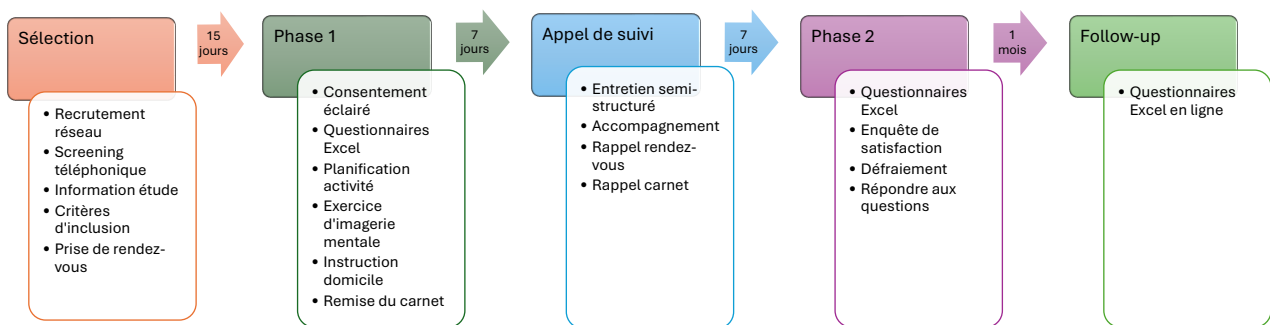 Sélection
• Recrutement
réseau
• Screening
téléphonique
• Information étude
• Critères
d'inclusion
• Prise de rendez-
vous
15
jours
Phase 1
• Consentement
éclairé
• Questionnaires
Excel
• Planification
activité
• Exercice
d'imagerie
mentale
• Instruction
domicile
• Remise du carnet
7
jours
Appel de suivi
• Entretien semi-
structuré
• Accompagnement
• Rappel rendez-
vous
• Rappel carnet
7
jours
Phase 2
• Questionnaires
Excel
• Enquête de
satisfaction
• Défraiement
• Répondre aux
questions
1
mois
Follow-up
• Questionnaires
Excel en ligne